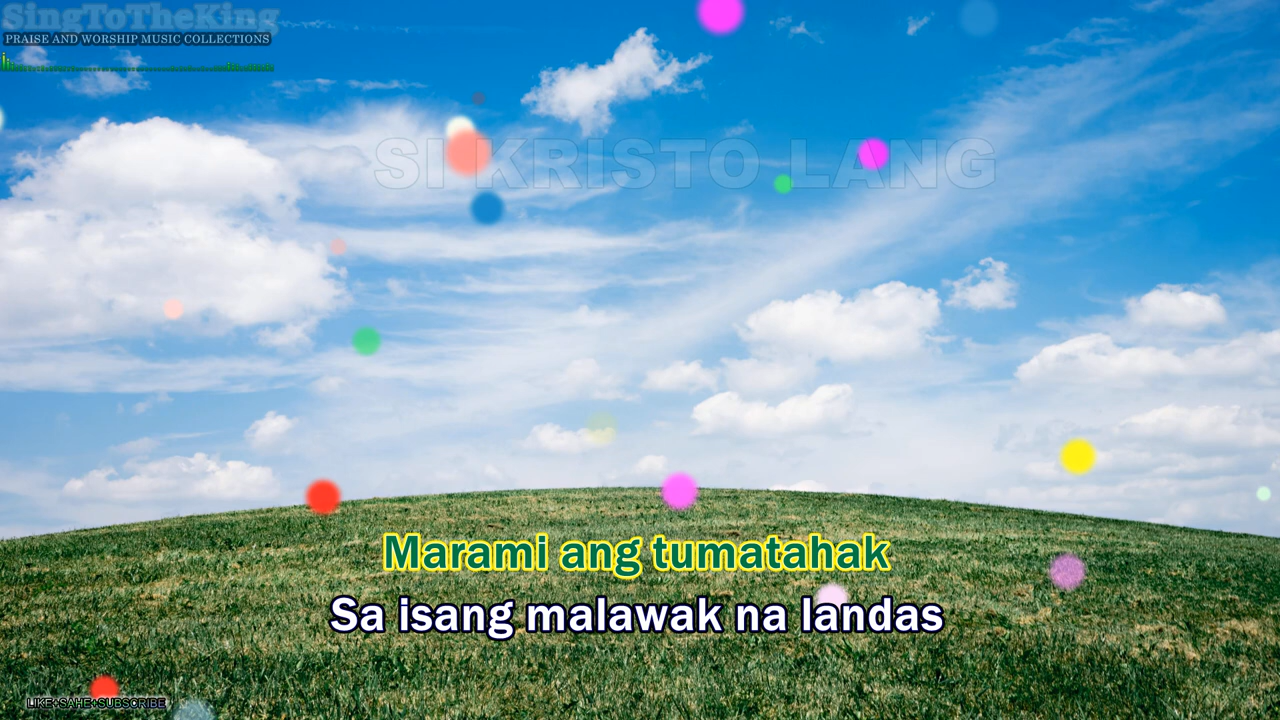 SingToTheKing
PRAISE AND WORSHIP MUSIC COLLECTIONS
SI KRISTO LANG
Marami ang tumatahak
Sa isang malawak na landas
LIKE+SAHE+SUBSCRIBE